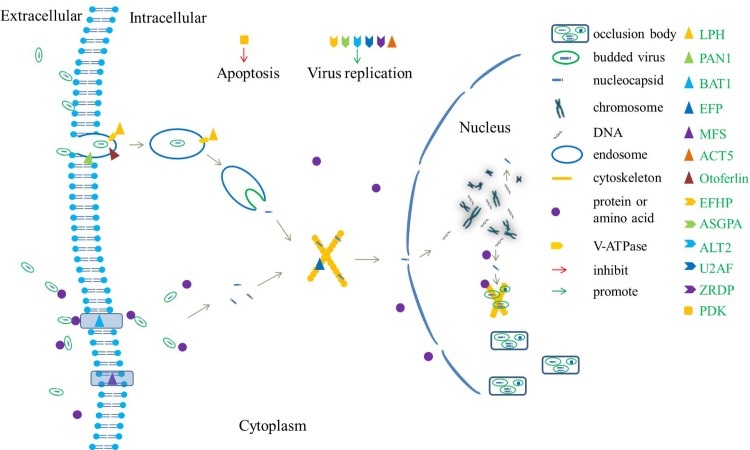 Extracellular
Intracellular
Apoptosis
Virus replication
Nucleus
Cytoplasm
occlusion body
budded virus
nucleocapsid
chromosome
DNA
endosome
cytoskeleton
protein or
amino acid
V-ATPase
inhibit
promote
LPH
PAN1
BAT1
EFP
MFS
ACT5
Otoferlin
EFHP
ASGPA
ALT2
U2AF
ZRDP
PDK